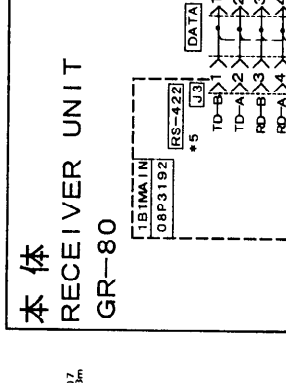 本体
RECEIVER UNIT
GR-80
1B1MAIN
08P3192
RS-422
*5
J3
DATA
TD-B 1
TD-A 2
RD-B 3
RD-A 4